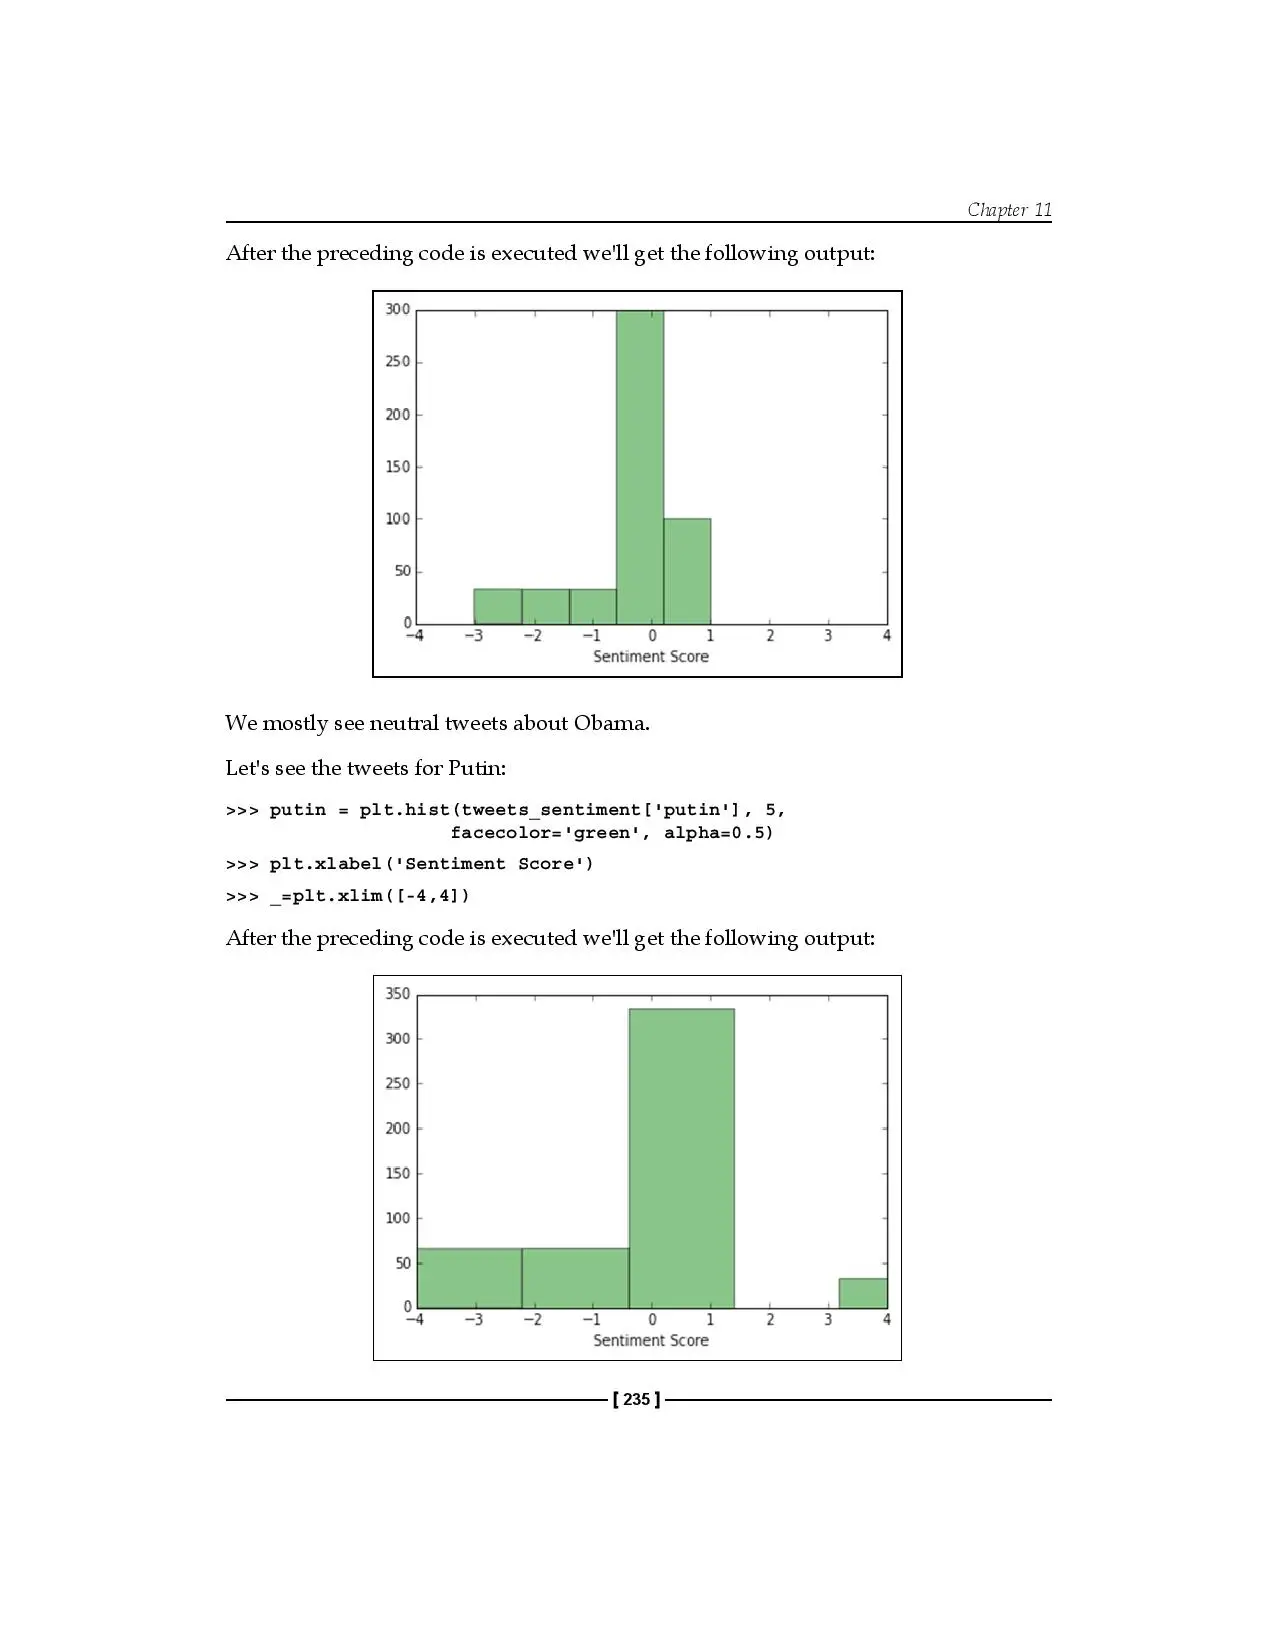 Chapter 11
After the preceding code is executed we'll get the following output:
300
250
200
150
100
50
0
−4 −3 −2 −1 0 1 2 3 4
Sentiment Score
We mostly see neutral tweets about Obama.
Let's see the tweets for Putin:
>>> putin = plt.hist(tweets_sentiment['putin'], 5,
facecolor='green', alpha=0.5)
>>> plt.xlabel('Sentiment Score')
>>> _=plt.xlim([-4,4])
After the preceding code is executed we'll get the following output:
350
300
250
200
150
100
50
0
−4 −3 −2 −1 0 1 2 3 4
Sentiment Score
[ 235 ]